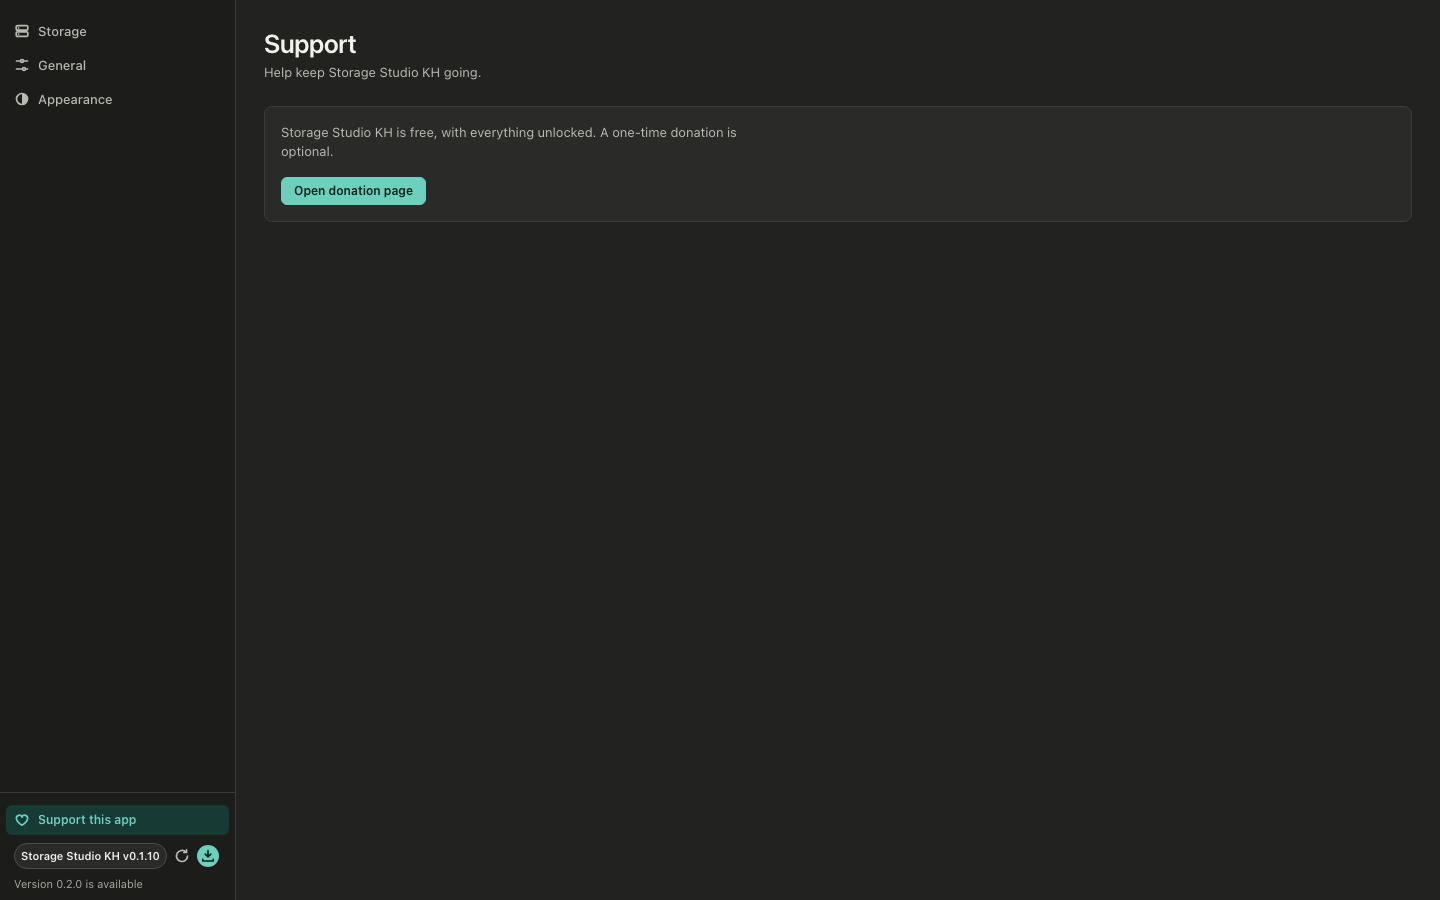 Storage
General
Appearance
Support
Help keep Storage Studio KH going.
Storage Studio KH is free, with everything unlocked. A one-time donation is
optional.
Open donation page
Support this app
Storage Studio KH v0.1.10
Version 0.2.0 is available